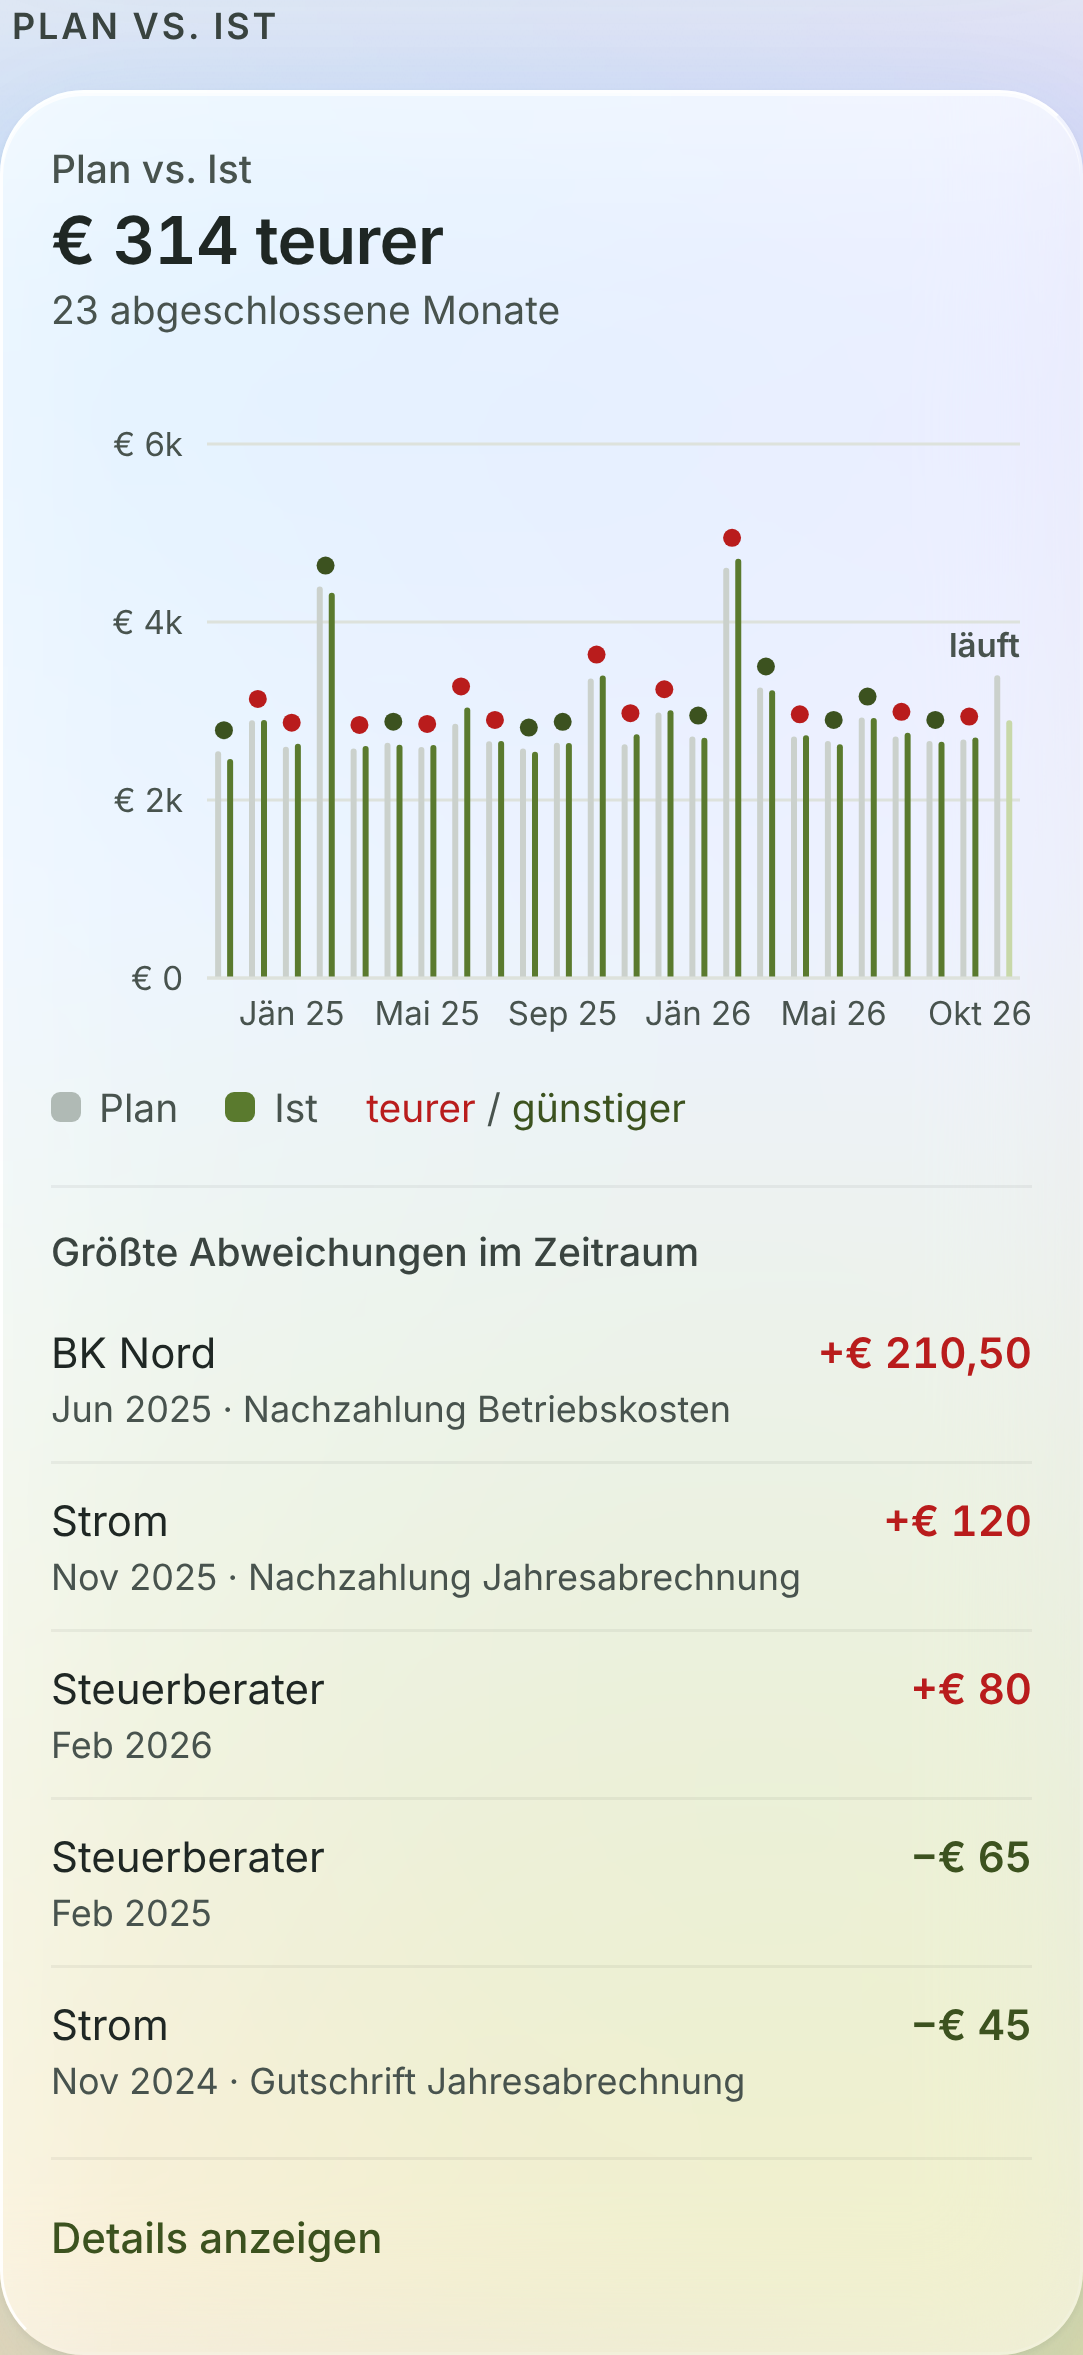 PLAN VS. IST
Plan vs. Ist
€ 314 teurer
23 abgeschlossene Monate
€ 6k
€ 4k
läuft
€ 2k
€ 0
Jän 25 Mai 25 Sep 25 Jän 26 Mai 26 Okt 26
Plan Ist teurer / günstiger
Größte Abweichungen im Zeitraum
BK Nord +€ 210,50
Jun 2025 · Nachzahlung Betriebskosten
Strom +€ 120
Nov 2025 · Nachzahlung Jahresabrechnung
Steuerberater +€ 80
Feb 2026
Steuerberater −€ 65
Feb 2025
Strom −€ 45
Nov 2024 · Gutschrift Jahresabrechnung
Details anzeigen